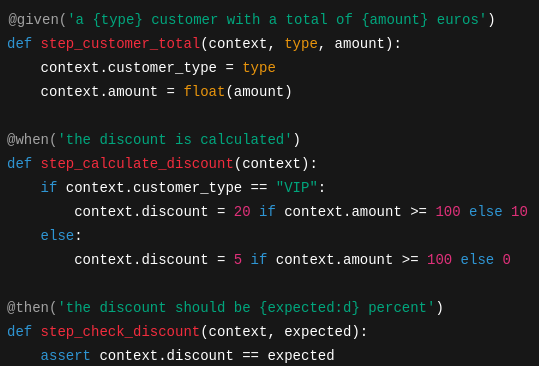 @given('a {type} customer with a total of {amount} euros')
def step_customer_total(context, type, amount):
    context.customer_type = type
    context.amount = float(amount)

@when('the discount is calculated')
def step_calculate_discount(context):
    if context.customer_type == "VIP":
        context.discount = 20 if context.amount >= 100 else 10
    else:
        context.discount = 5 if context.amount >= 100 else 0

@then('the discount should be {expected:d} percent')
def step_check_discount(context, expected):
    assert context.discount == expected